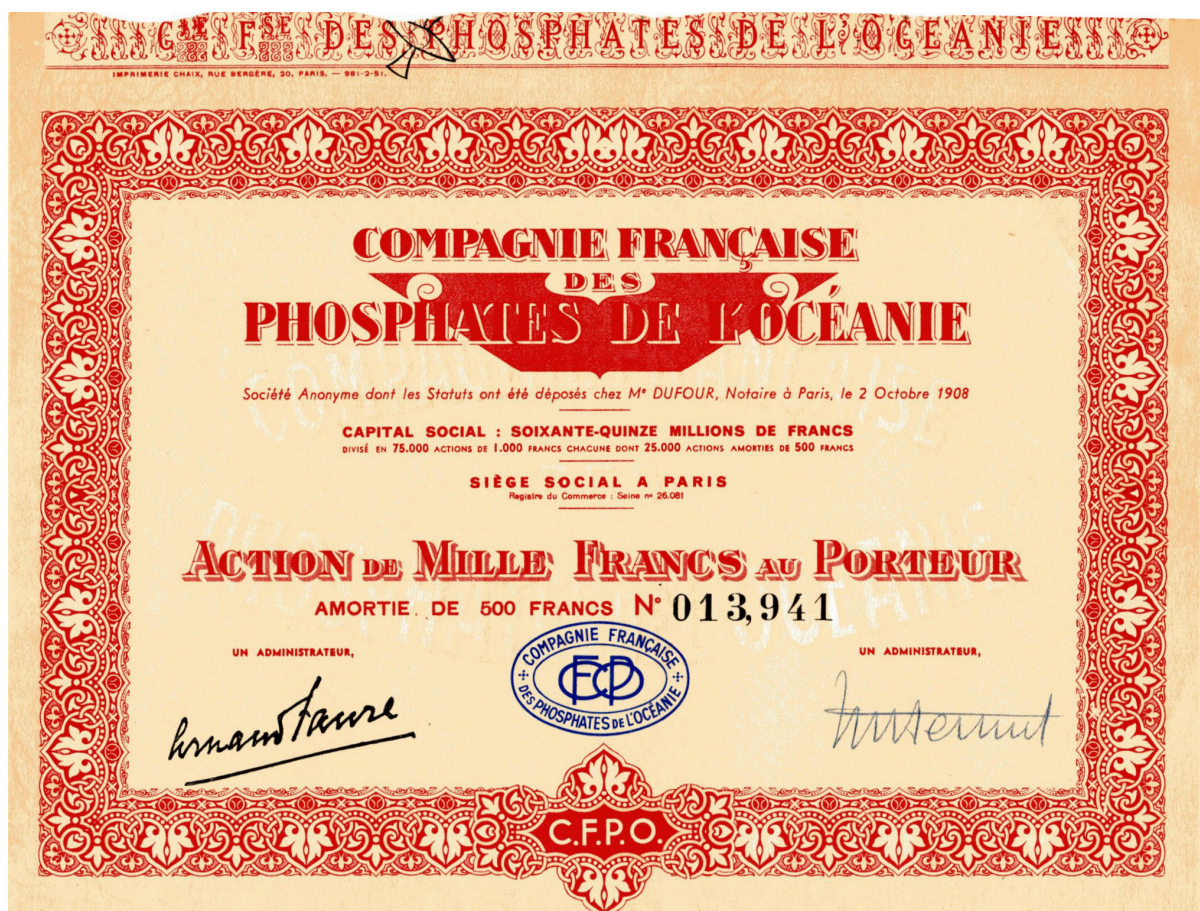 CIE FSE DES PHOSPHATES DE L'OCÉANIE
IMPRIMERIE CHAIX, RUE BERGÈRE, 20, PARIS. — 981-2-51.
COMPAGNIE FRANÇAISE
DES
PHOSPHATES DE L'OCÉANIE
Société Anonyme dont les Statuts ont été déposés chez Me DUFOUR, Notaire à Paris, le 2 Octobre 1908
CAPITAL SOCIAL : SOIXANTE-QUINZE MILLIONS DE FRANCS
DIVISÉ EN 75.000 ACTIONS DE 1.000 FRANCS CHACUNE DONT 25.000 ACTIONS AMORTIES DE 500 FRANCS
SIÈGE SOCIAL A PARIS
Registre du Commerce : Seine no 26.081
ACTION DE MILLE FRANCS AU PORTEUR
AMORTIE DE 500 FRANCS No 013,941
UN ADMINISTRATEUR, UN ADMINISTRATEUR,
COMPAGNIE FRANÇAISE
CFPO
DES PHOSPHATES DE L'OCÉANIE
C.F.P.O.